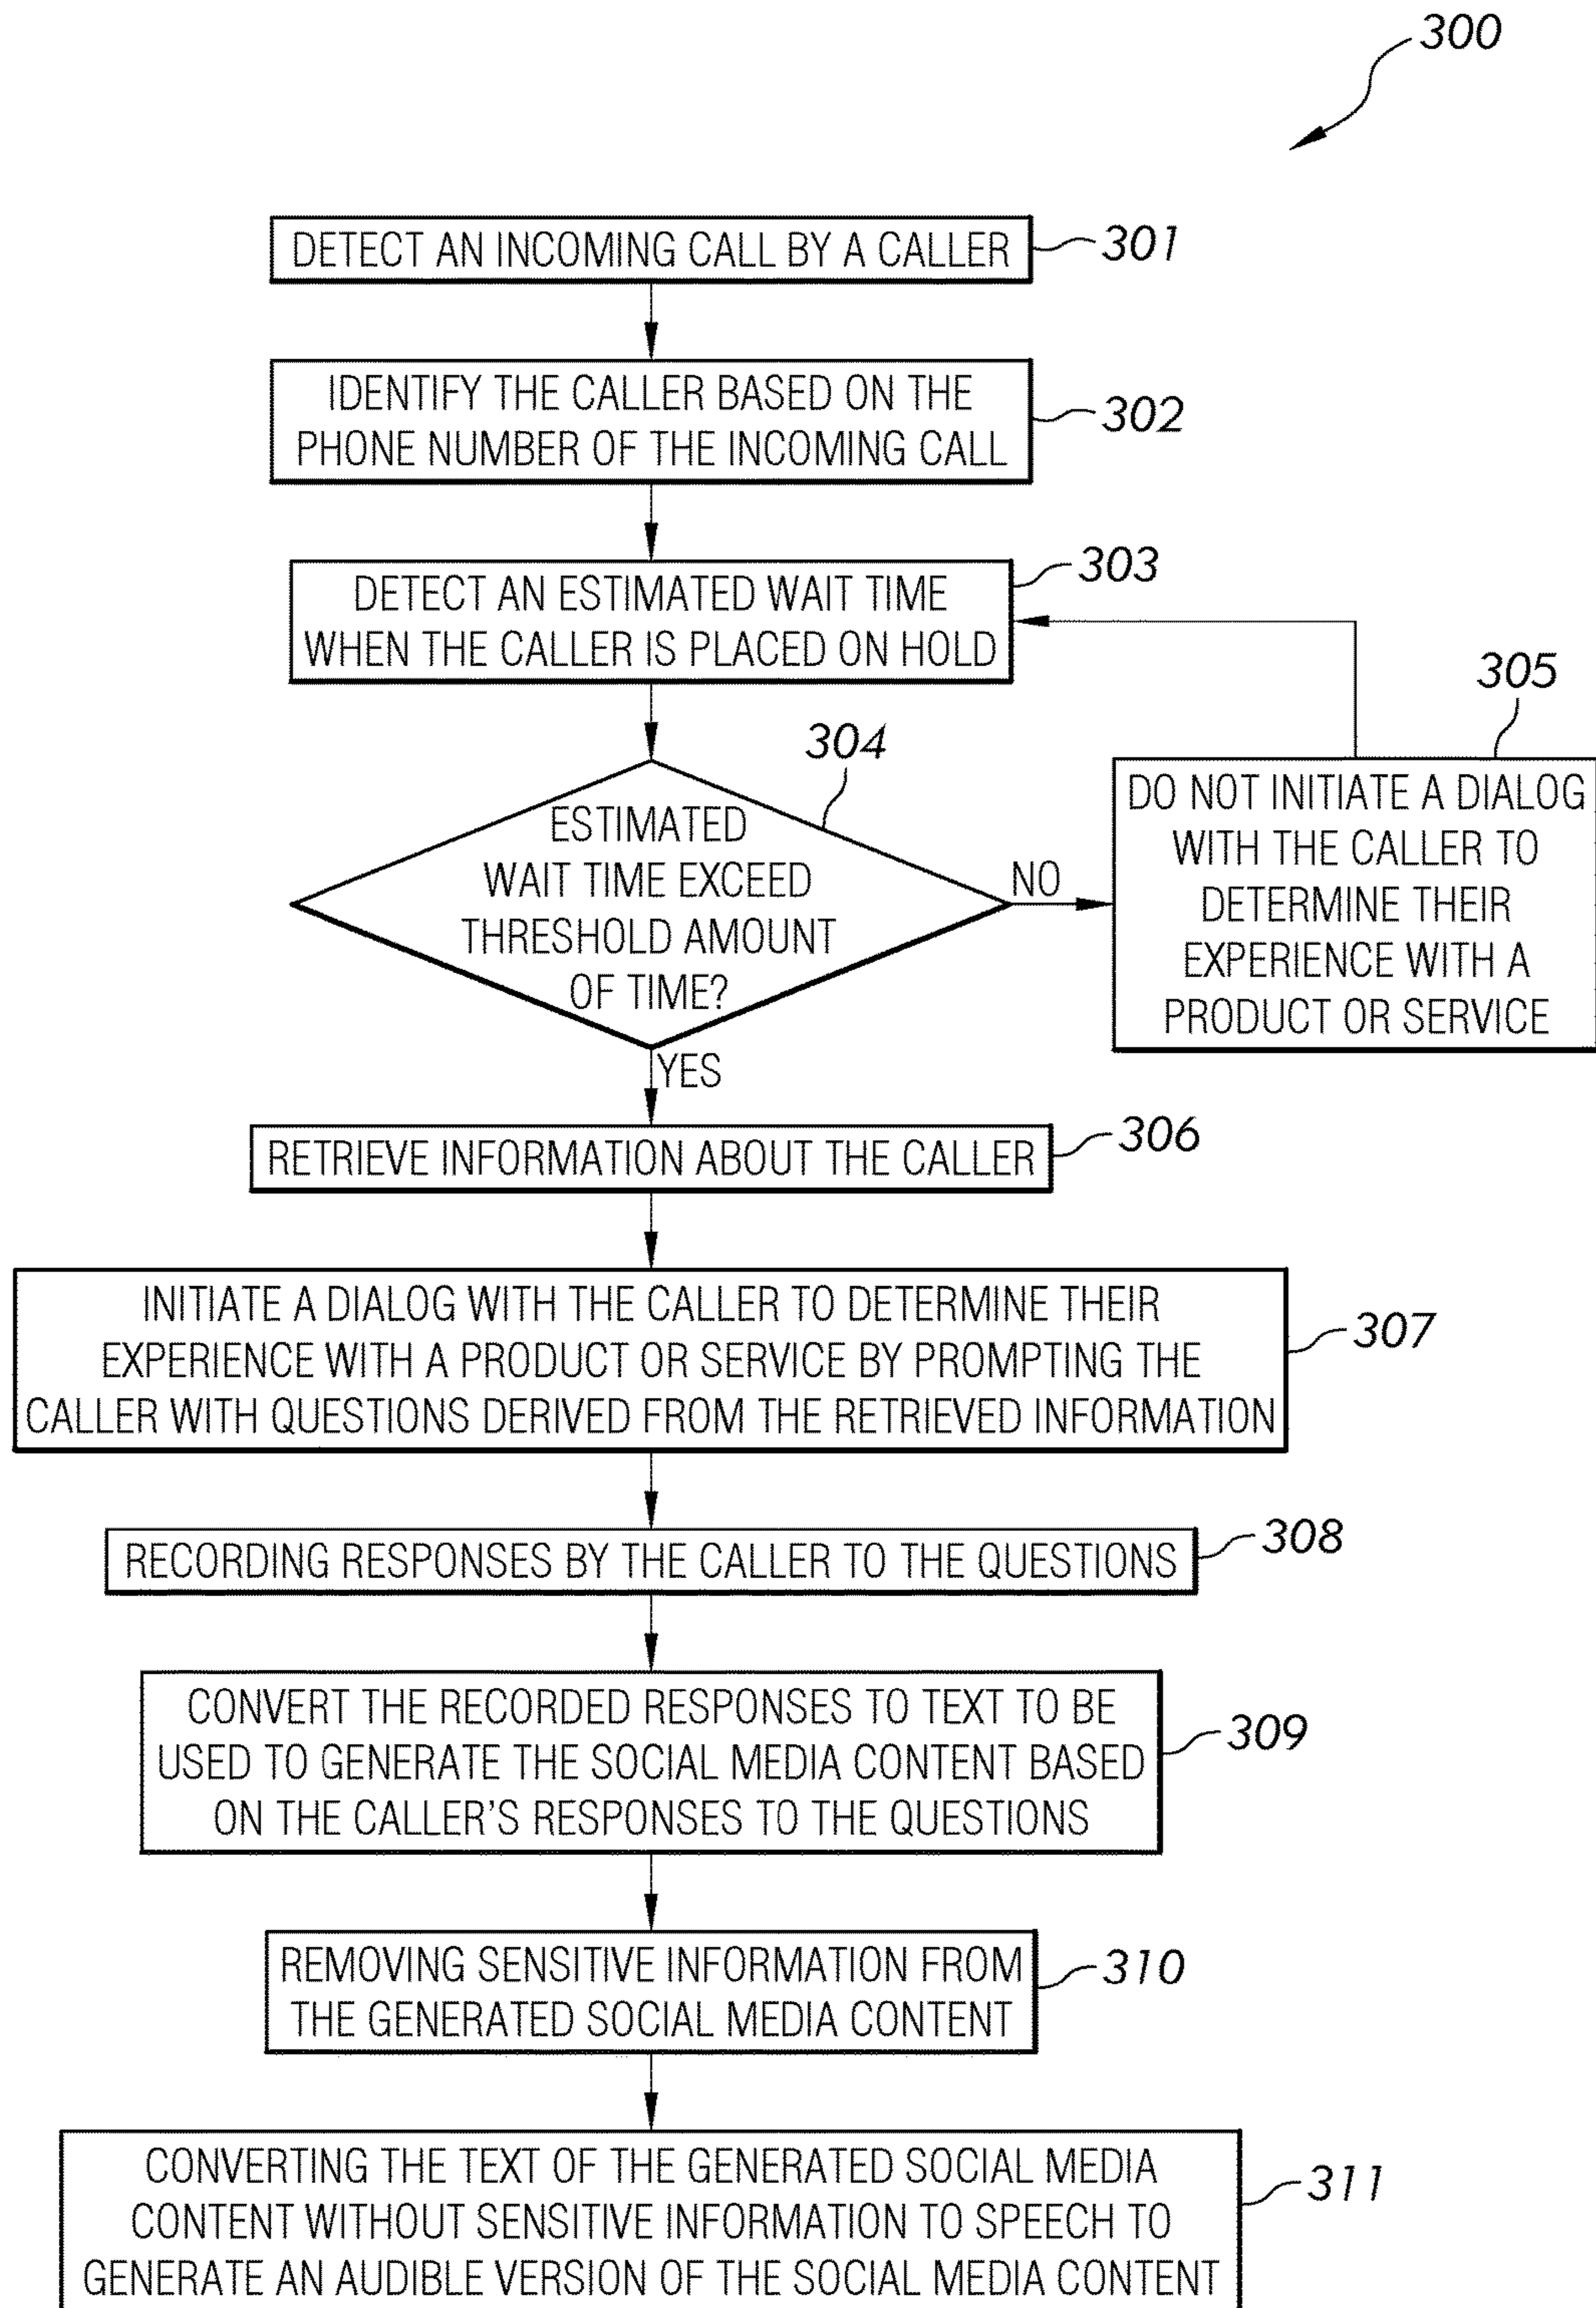 300
DETECT AN INCOMING CALL BY A CALLER
301
IDENTIFY THE CALLER BASED ON THE
PHONE NUMBER OF THE INCOMING CALL
302
DETECT AN ESTIMATED WAIT TIME
WHEN THE CALLER IS PLACED ON HOLD
303
304
ESTIMATED
WAIT TIME EXCEED
THRESHOLD AMOUNT
OF TIME?
NO
305
DO NOT INITIATE A DIALOG
WITH THE CALLER TO
DETERMINE THEIR
EXPERIENCE WITH A
PRODUCT OR SERVICE
YES
RETRIEVE INFORMATION ABOUT THE CALLER
306
INITIATE A DIALOG WITH THE CALLER TO DETERMINE THEIR
EXPERIENCE WITH A PRODUCT OR SERVICE BY PROMPTING THE
CALLER WITH QUESTIONS DERIVED FROM THE RETRIEVED INFORMATION
307
RECORDING RESPONSES BY THE CALLER TO THE QUESTIONS
308
CONVERT THE RECORDED RESPONSES TO TEXT TO BE
USED TO GENERATE THE SOCIAL MEDIA CONTENT BASED
ON THE CALLER'S RESPONSES TO THE QUESTIONS
309
REMOVING SENSITIVE INFORMATION FROM
THE GENERATED SOCIAL MEDIA CONTENT
310
CONVERTING THE TEXT OF THE GENERATED SOCIAL MEDIA
CONTENT WITHOUT SENSITIVE INFORMATION TO SPEECH TO
GENERATE AN AUDIBLE VERSION OF THE SOCIAL MEDIA CONTENT
311